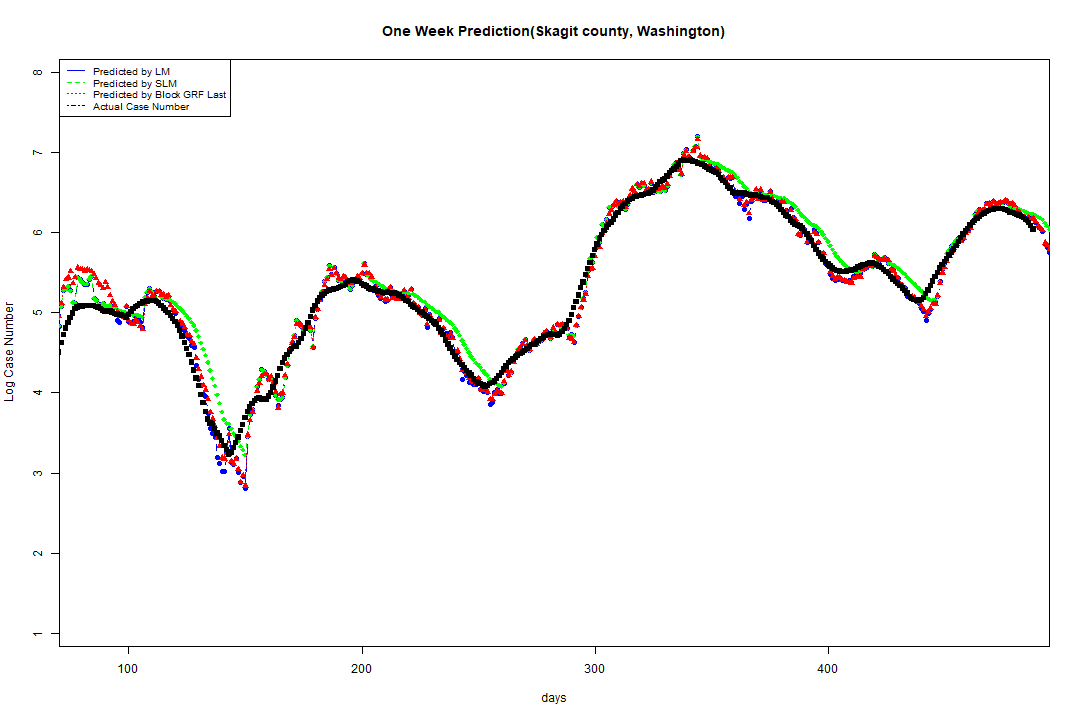 One Week Prediction(Skagit county, Washington)
Predicted by LM
Predicted by SLM
Predicted by Block GRF Last
Actual Case Number
8
7
6
5
4
3
2
1
Log Case Number
100
200
300
400
days